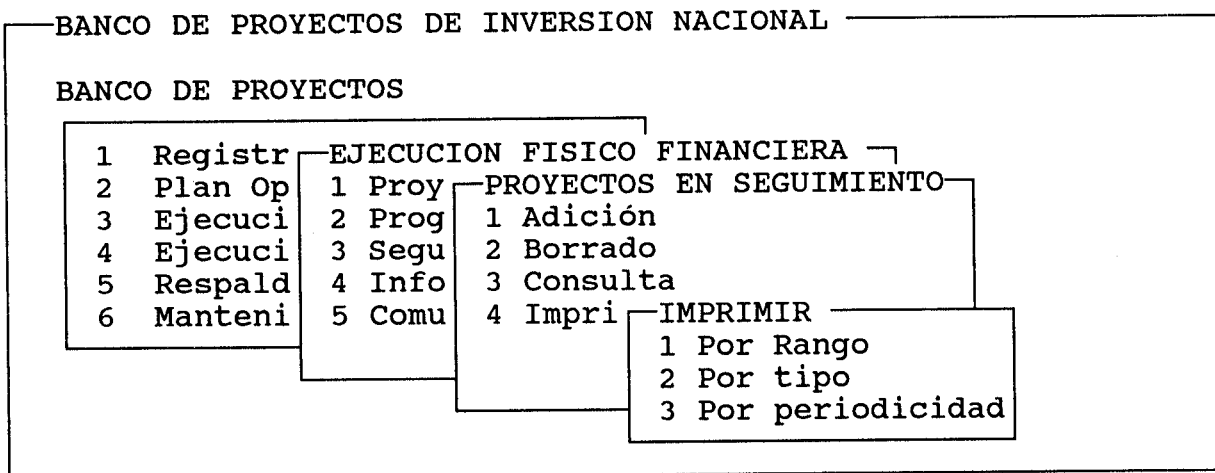 BANCO DE PROYECTOS DE INVERSION NACIONAL
BANCO DE PROYECTOS
1 Registr EJECUCION FISICO FINANCIERA
2 Plan Op 1 Proy PROYECTOS EN SEGUIMIENTO
3 Ejecuci 2 Prog 1 Adición
4 Ejecuci 3 Segu 2 Borrado
5 Respald 4 Info 3 Consulta
6 Manteni 5 Comu 4 Impri IMPRIMIR
1 Por Rango
2 Por tipo
3 Por periodicidad